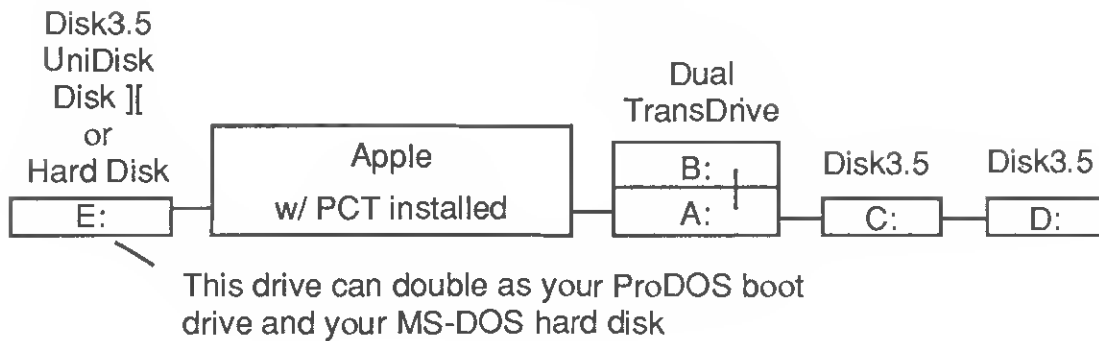 Disk3.5
UniDisk
Disk ][
or
Hard Disk
E:
Apple
w/ PCT installed
Dual
TransDrive
B:
A:
Disk3.5
C:
Disk3.5
D:
This drive can double as your ProDOS boot
drive and your MS-DOS hard disk